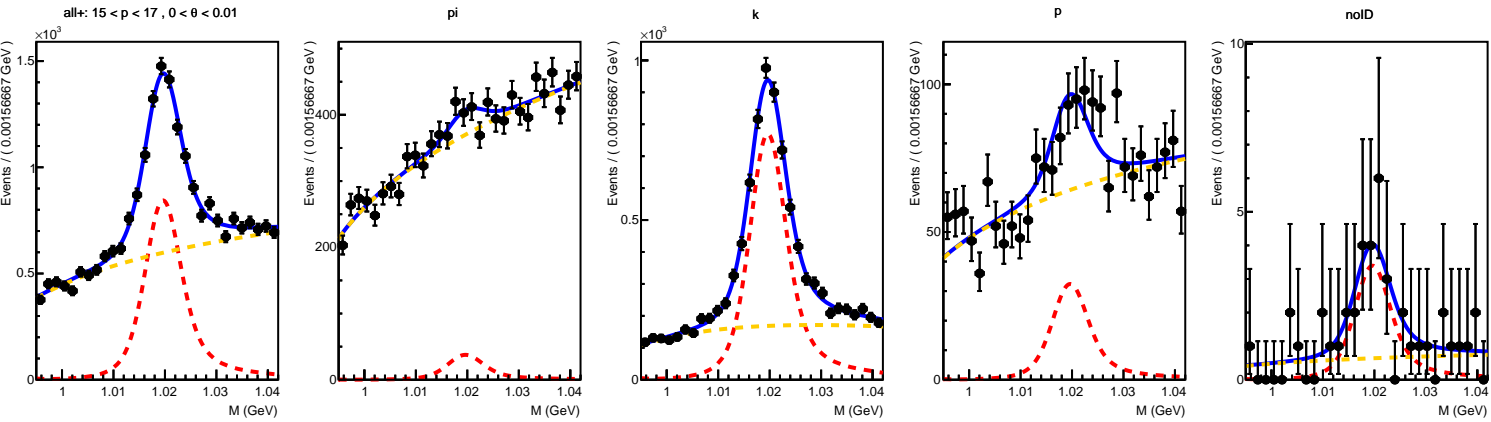 all+: 15 < p < 17 , 0 < θ < 0.01
×10³
Events / ( 0.00156667 GeV )
1.5
1
0.5
0
1 1.01 1.02 1.03 1.04
M (GeV)
pi
Events / ( 0.00156667 GeV )
400
200
0
1 1.01 1.02 1.03 1.04
M (GeV)
k
×10³
Events / ( 0.00156667 GeV )
1
0.5
0
1 1.01 1.02 1.03 1.04
M (GeV)
p
Events / ( 0.00156667 GeV )
100
50
0
1 1.01 1.02 1.03 1.04
M (GeV)
noID
Events / ( 0.00156667 GeV )
10
5
0
1 1.01 1.02 1.03 1.04
M (GeV)